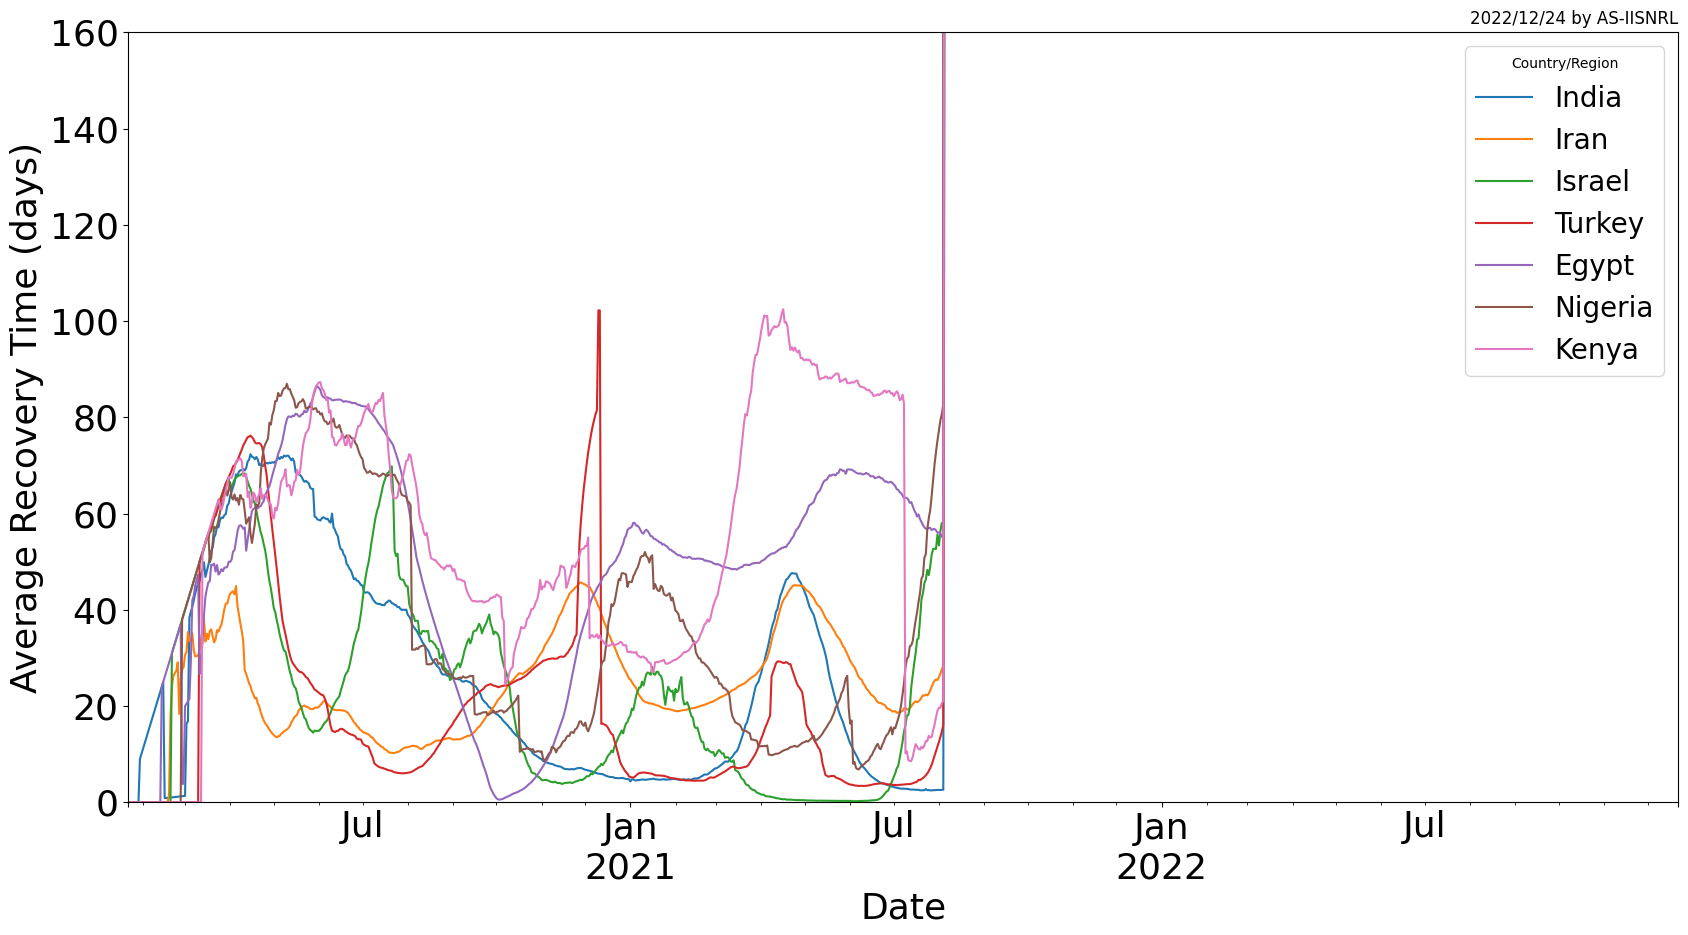 2022/12/24 by AS-IISNRL
Average Recovery Time (days)
160
140
120
100
80
60
40
20
0
Country/Region
India
Iran
Israel
Turkey
Egypt
Nigeria
Kenya
Jul
Jan
2021
Jul
Jan
2022
Jul
Date